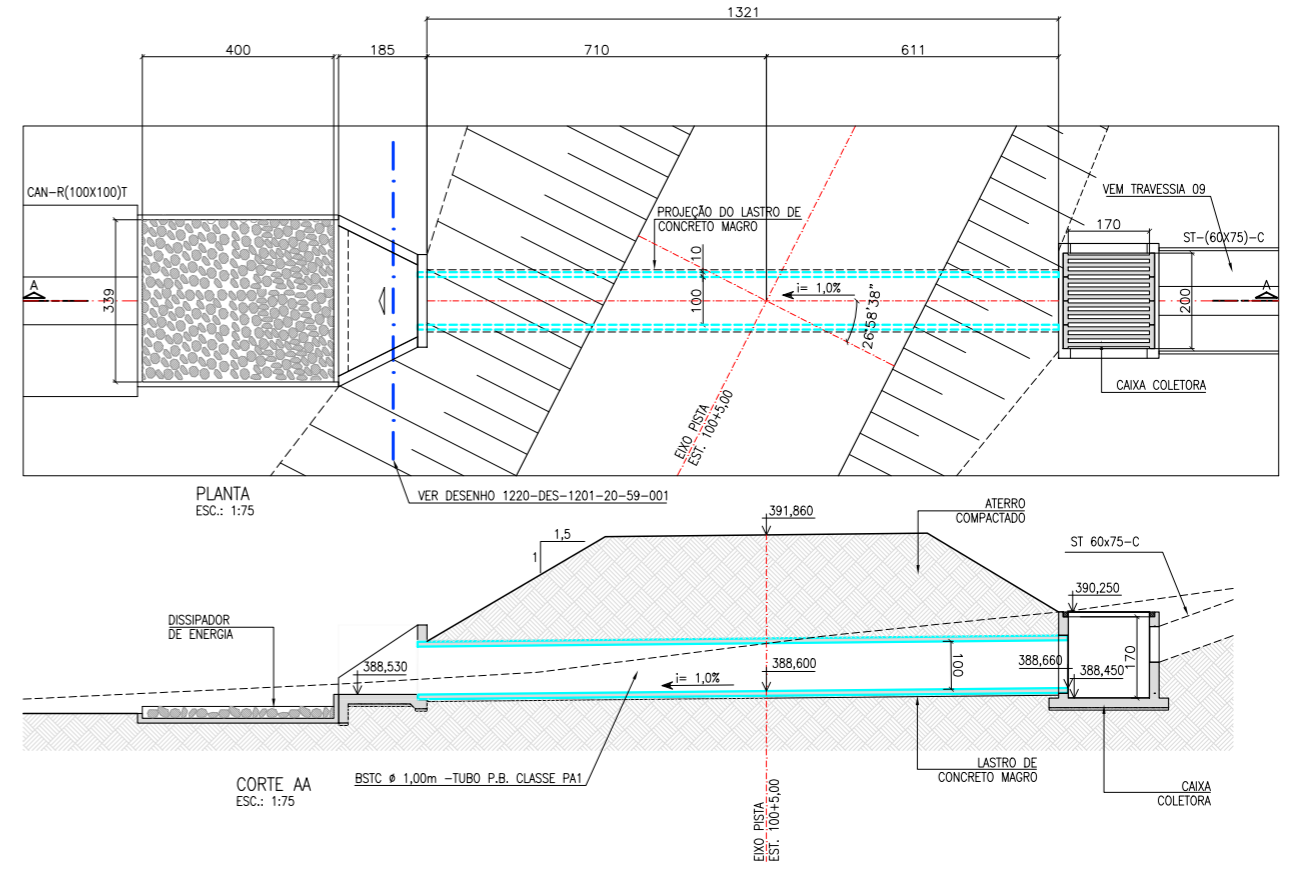 1321
400
185
710
611
CAN-R(100X100)T
VEM TRAVESSIA 09
PROJEÇÃO DO LASTRO DE
CONCRETO MAGRO
170
ST-(60X75)-C
10
A
339
100
i= 1,0%
26°58'38"
200
A
CAIXA COLETORA
EIXO PISTA
EST. 100+5,00
PLANTA
ESC.: 1:75
VER DESENHO 1220-DES-1201-20-59-001
391,860
ATERRO
COMPACTADO
1,5
1
ST 60x75-C
390,250
DISSIPADOR
DE ENERGIA
388,530
388,600
100
388,660
388,450
170
i= 1,0%
CORTE AA
ESC.: 1:75
BSTC ø 1,00m -TUBO P.B. CLASSE PA1
LASTRO DE
CONCRETO MAGRO
CAIXA
COLETORA
EIXO PISTA
EST. 100+5,00